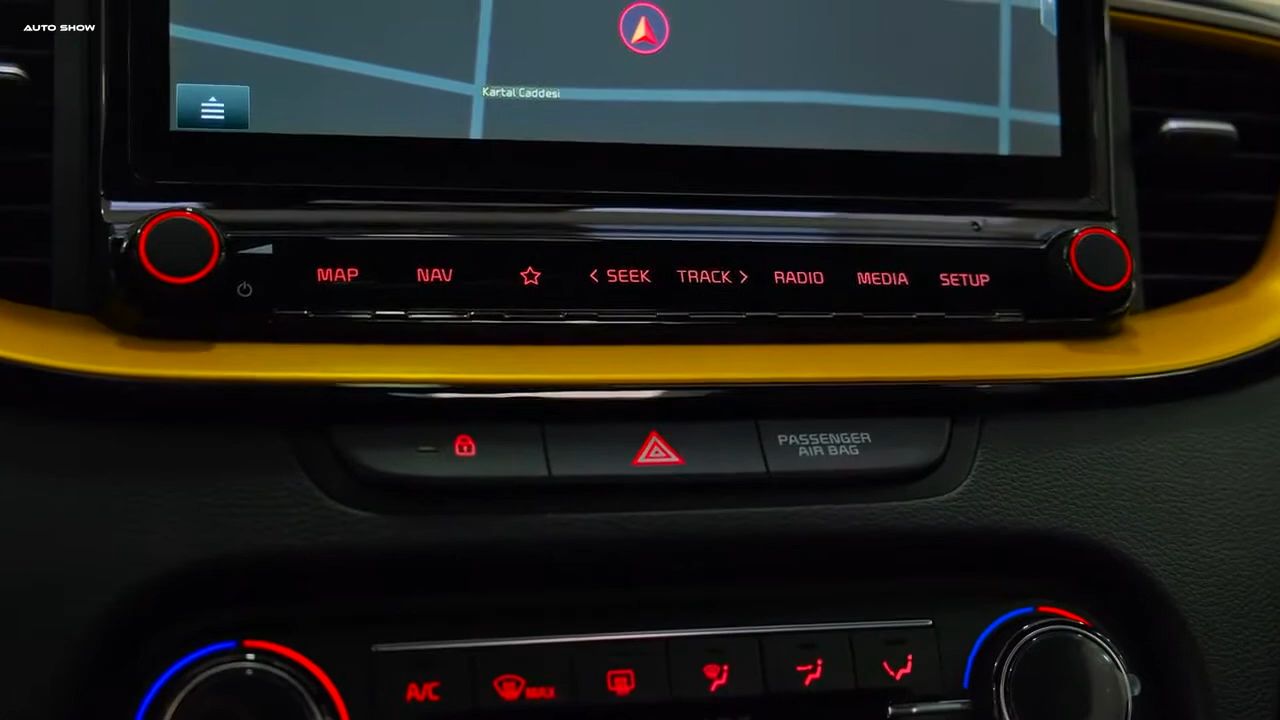 AUTO SHOW
Kartal Caddesi
MAP NAV < SEEK TRACK > RADIO MEDIA SETUP
PASSENGER
AIR BAG
A/C MAX